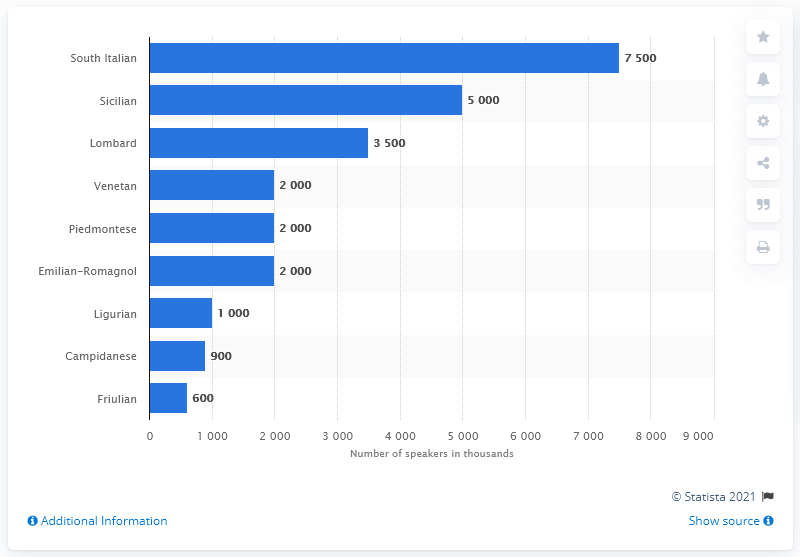 South Italian 7 500
Sicilian 5 000
Lombard 3 500
Venetan 2 000
Piedmontese 2 000
Emilian-Romagnol 2 000
Ligurian 1 000
Campidanese 900
Friulian 600
0 1 000 2 000 3 000 4 000 5 000 6 000 7 000 8 000 9 000
Number of speakers in thousands
© Statista 2021
Additional Information Show source